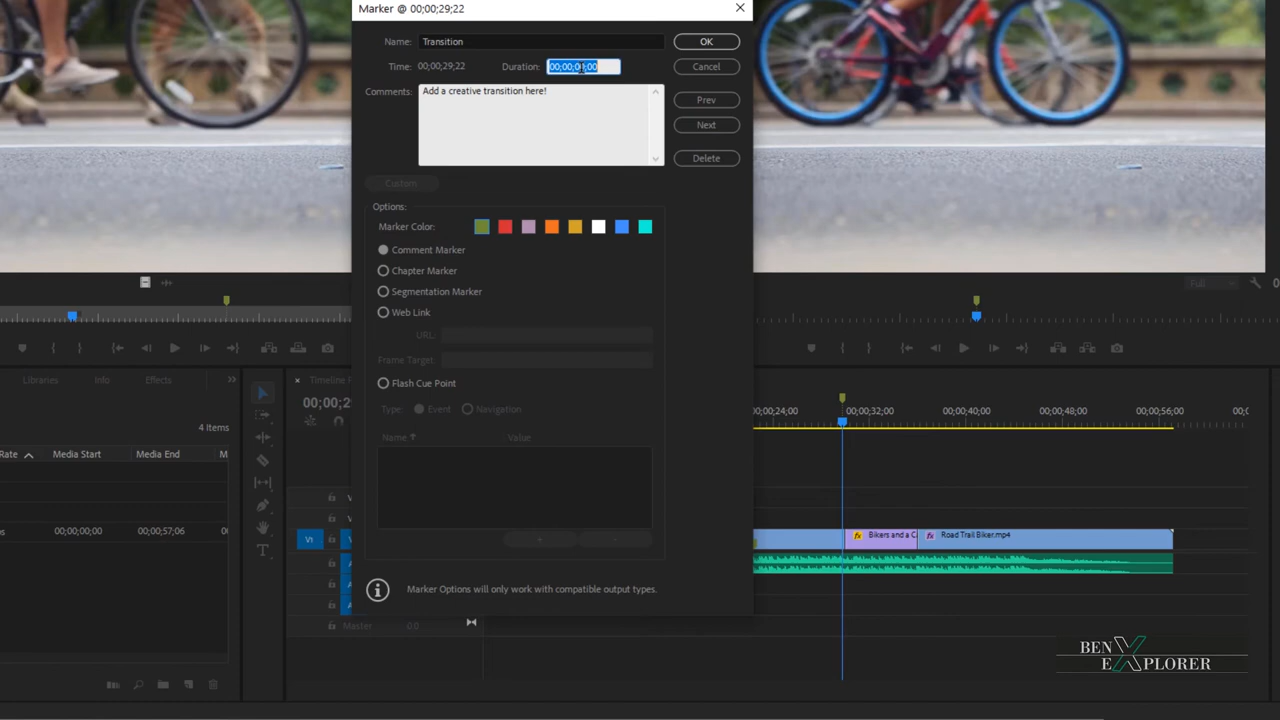 Marker @ 00;00;29;22
Name: Transition
OK
Time: 00;00;29;22
Duration: 00;00;00;00
Cancel
Comments: Add a creative transition here!
Prev
Next
Delete
Custom
Options:
Marker Color:
Comment Marker
Chapter Marker
Segmentation Marker
Web Link
URL:
Frame Target:
Flash Cue Point
Type: Event Navigation
Name Value
+ -
Marker Options will only work with compatible output types.
Full
Libraries Info Effects
4 Items
Rate Media Start Media End M
00;00;00;00 00;00;57;06 00
00;00;24;00 00;00;32;00 00;00;40;00 00;00;48;00 00;00;56;00
V1
Bikers and a C
Road Trail Biker.mp4
fx
fx
Master 0.0
BEN
EXPLORER